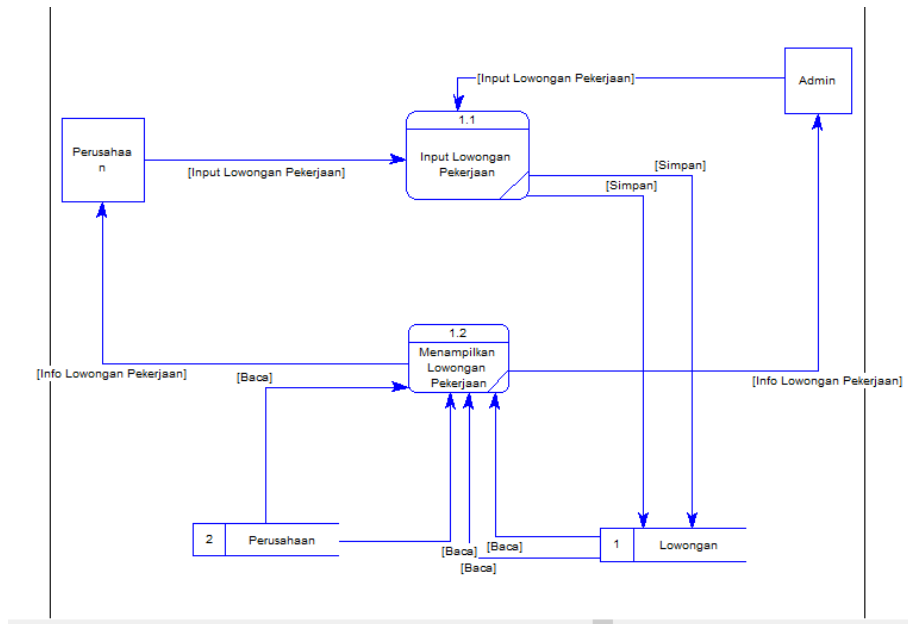 [Input Lowongan Pekerjaan]
Admin
1.1
Input Lowongan
Pekerjaan
Perusahaa
n
[Input Lowongan Pekerjaan]
[Simpan]
[Simpan]
1.2
Menampilkan
Lowongan
Pekerjaan
[Info Lowongan Pekerjaan]
[Baca]
[Info Lowongan Pekerjaan]
2
Perusahaan
[Baca]
[Baca]
[Baca]
1
Lowongan